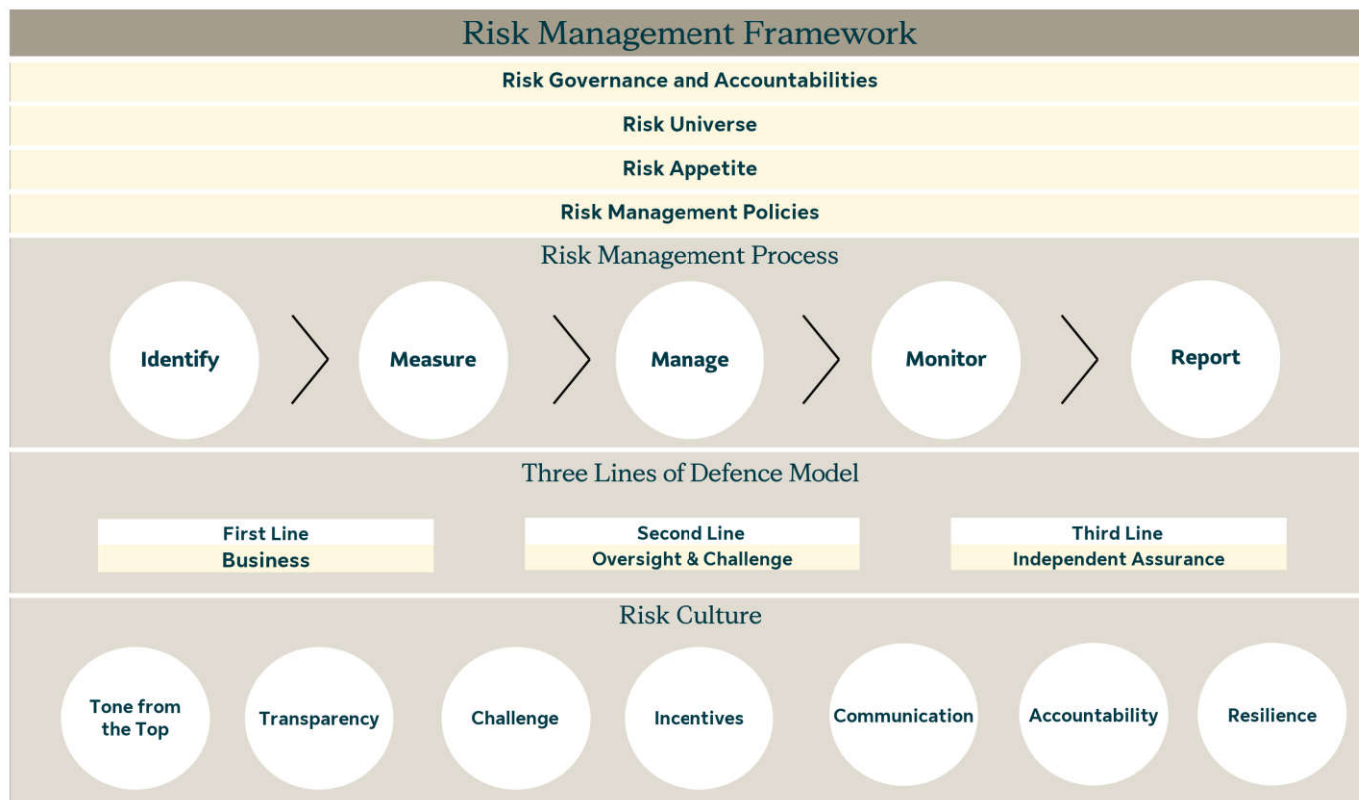 Risk Management Framework
Risk Governance and Accountabilities
Risk Universe
Risk Appetite
Risk Management Policies
Risk Management Process
Identify
Measure
Manage
Monitor
Report
Three Lines of Defence Model
First Line
Business
Second Line
Oversight & Challenge
Third Line
Independent Assurance
Risk Culture
Tone from
the Top
Transparency
Challenge
Incentives
Communication
Accountability
Resilience